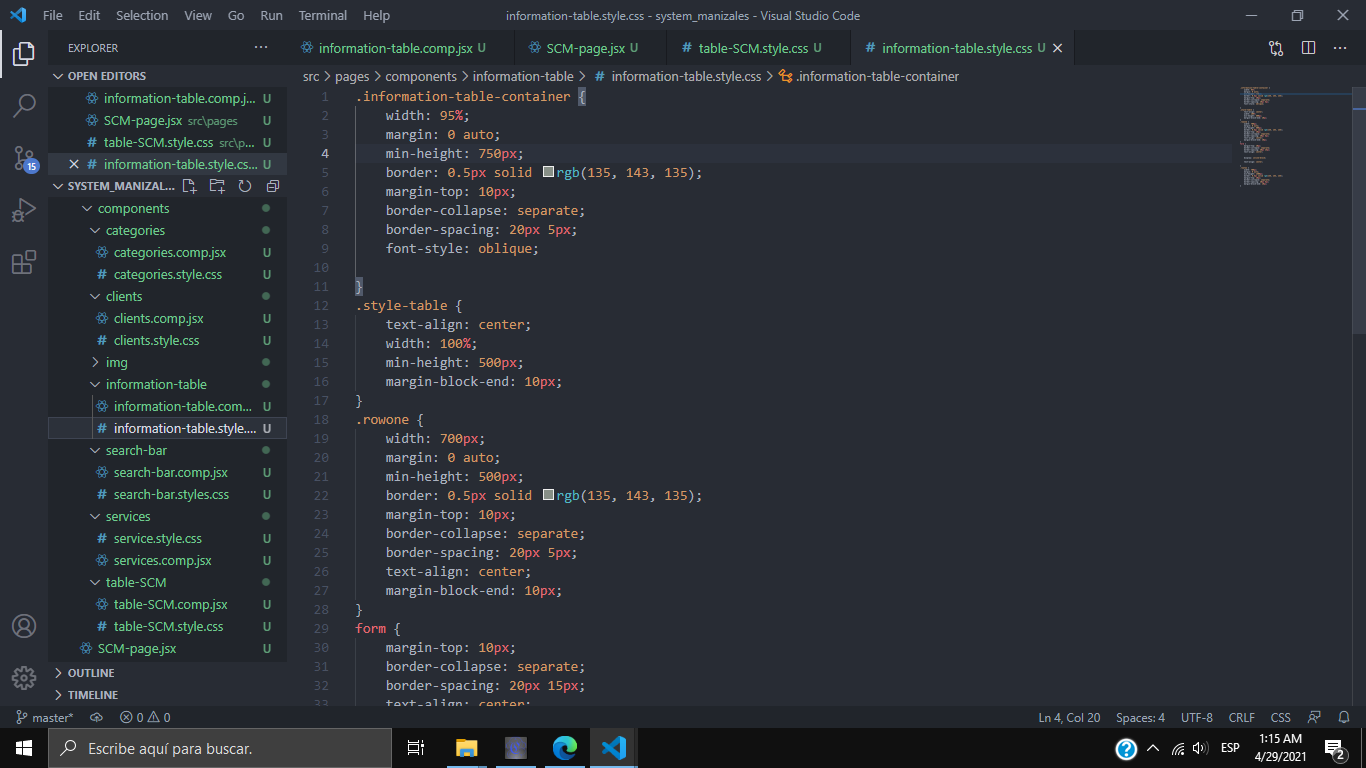 File Edit Selection View Go Run Terminal Help information-table.style.css - system_manizales - Visual Studio Code
EXPLORER
OPEN EDITORS
information-table.comp.j... U
SCM-page.jsx src\pages U
table-SCM.style.css src\p... U
information-table.style.cs... U
15
SYSTEM_MANIZAL...
components
categories
categories.comp.jsx U
categories.style.css U
clients
clients.comp.jsx U
clients.style.css U
img
information-table
information-table.com... U
information-table.style.... U
search-bar
search-bar.comp.jsx U
search-bar.styles.css U
services
service.style.css U
services.comp.jsx U
table-SCM
table-SCM.comp.jsx U
table-SCM.style.css U
SCM-page.jsx U
OUTLINE
TIMELINE
information-table.comp.jsx U SCM-page.jsx U # table-SCM.style.css U # information-table.style.css U
src > pages > components > information-table > # information-table.style.css > .information-table-container
1 .information-table-container {
2 width: 95%;
3 margin: 0 auto;
4 min-height: 750px;
5 border: 0.5px solid rgb(135, 143, 135);
6 margin-top: 10px;
7 border-collapse: separate;
8 border-spacing: 20px 5px;
9 font-style: oblique;
10
11 }
12 .style-table {
13 text-align: center;
14 width: 100%;
15 min-height: 500px;
16 margin-block-end: 10px;
17 }
18 .rowone {
19 width: 700px;
20 margin: 0 auto;
21 min-height: 500px;
22 border: 0.5px solid rgb(135, 143, 135);
23 margin-top: 10px;
24 border-collapse: separate;
25 border-spacing: 20px 5px;
26 text-align: center;
27 margin-block-end: 10px;
28 }
29 form {
30 margin-top: 10px;
31 border-collapse: separate;
32 border-spacing: 20px 15px;
33 text-align: center;
master* 0 0 Ln 4, Col 20 Spaces: 4 UTF-8 CRLF CSS
Escribe aquí para buscar. ESP 1:15 AM
4/29/2021 2